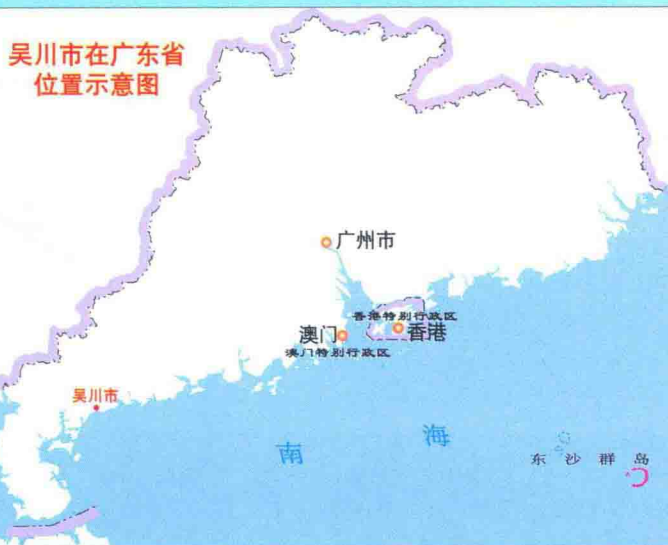 吴川市在广东省
位置示意图
广州市
香港特别行政区
香港
澳门
澳门特别行政区
吴川市
南海
东沙群岛